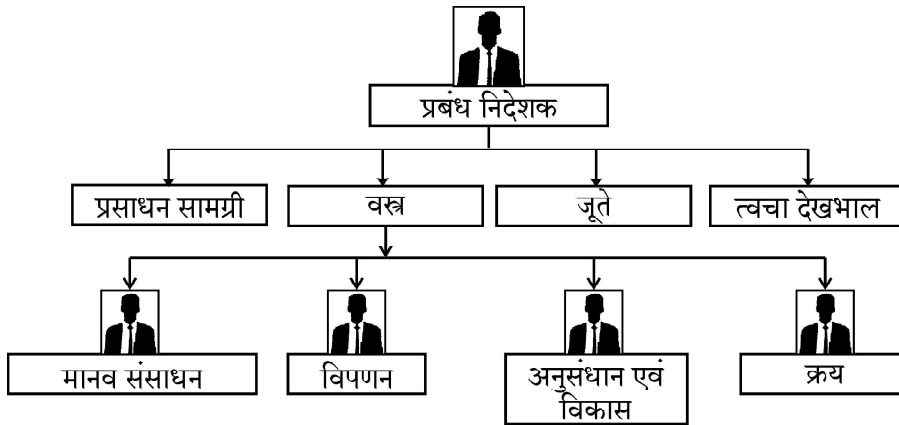 प्रबंध निदेशक
प्रसाधन सामग्री
वस्त्र
जूते
त्वचा देखभाल
मानव संसाधन
विपणन
अनुसंधान एवं
विकास
क्रय